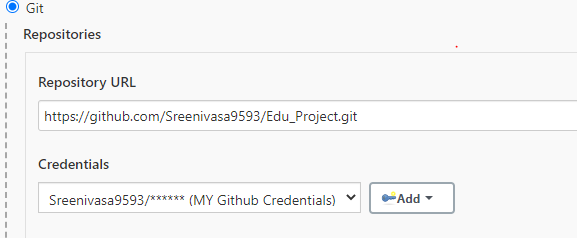 Git
Repositories
Repository URL
https://github.com/Sreenivasa9593/Edu_Project.git
Credentials
Sreenivasa9593/****** (MY Github Credentials)
Add